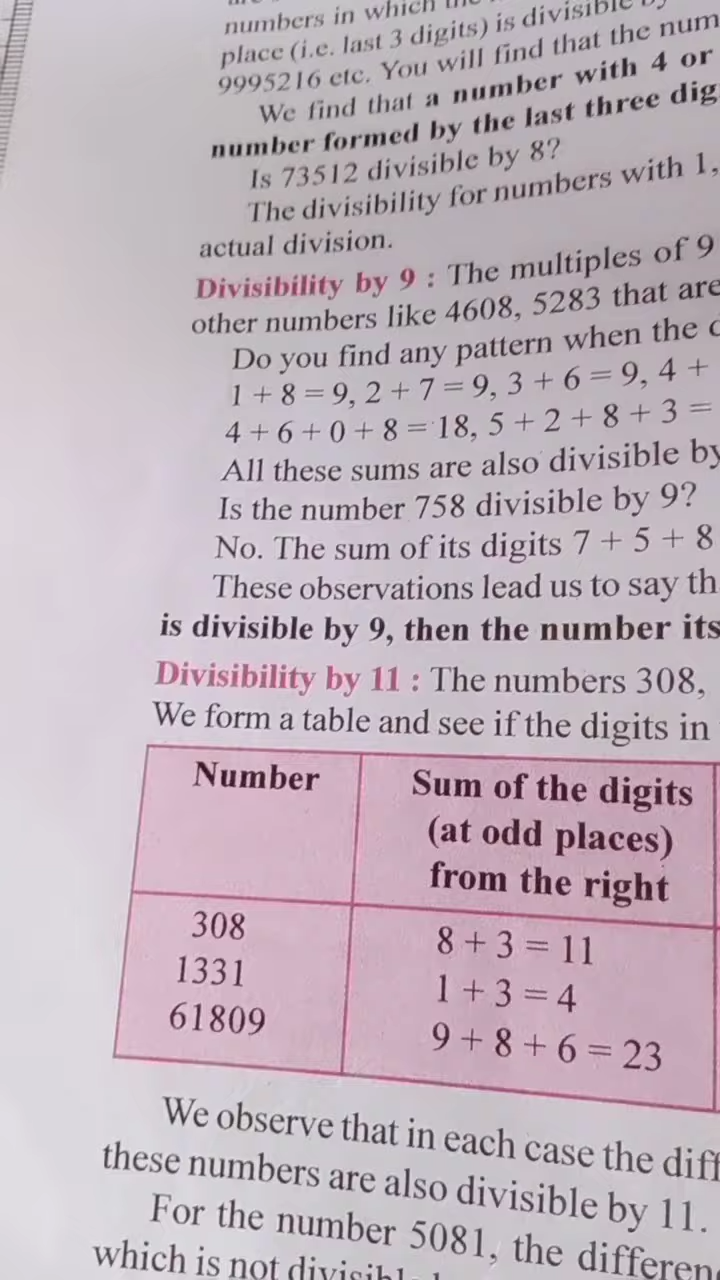 numbers in which
place (i.e. last 3 digits) is divisible
9995216 etc. You will find that the num
We find that a number with 4 or
number formed by the last three dig
Is 73512 divisible by 8?
The divisibility for numbers with 1,
actual division.
Divisibility by 9 : The multiples of 9
other numbers like 4608, 5283 that are
Do you find any pattern when the
1 + 8 = 9, 2 + 7 = 9, 3 + 6 = 9, 4 +
4 + 6 + 0 + 8 = 18, 5 + 2 + 8 + 3 =
All these sums are also divisible by
Is the number 758 divisible by 9?
No. The sum of its digits 7 + 5 + 8
These observations lead us to say th
is divisible by 9, then the number its
Divisibility by 11 : The numbers 308,
We form a table and see if the digits in
Number Sum of the digits
(at odd places)
from the right
308 8 + 3 = 11
1331 1 + 3 = 4
61809 9 + 8 + 6 = 23
We observe that in each case the diff
these numbers are also divisible by 11.
For the number 5081, the differen
which is not